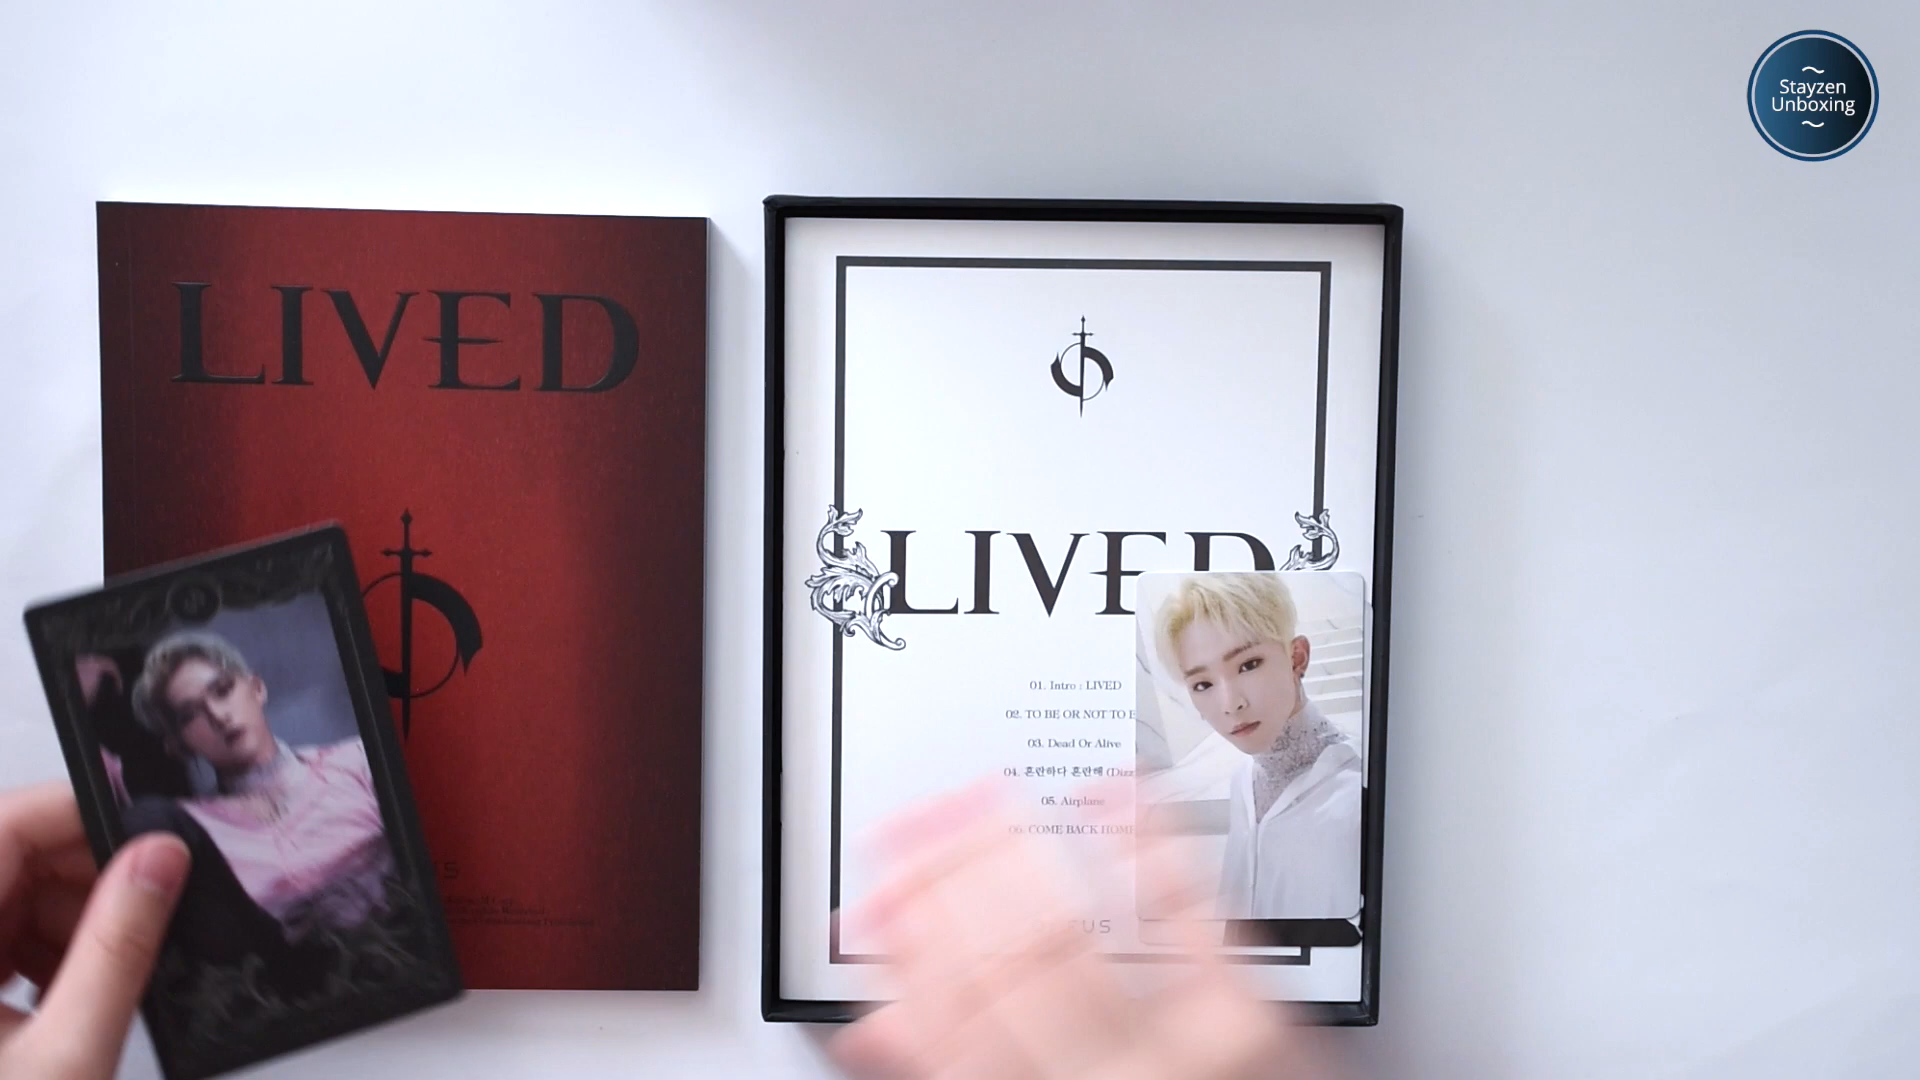 Stayzen
Unboxing
LIVED
LIVED
01. Intro : LIVED
02. TO BE OR NOT TO
03. Dead Or Alive
04. 혼란하다 혼란해
05. Airplane
06. COME BACK HOME